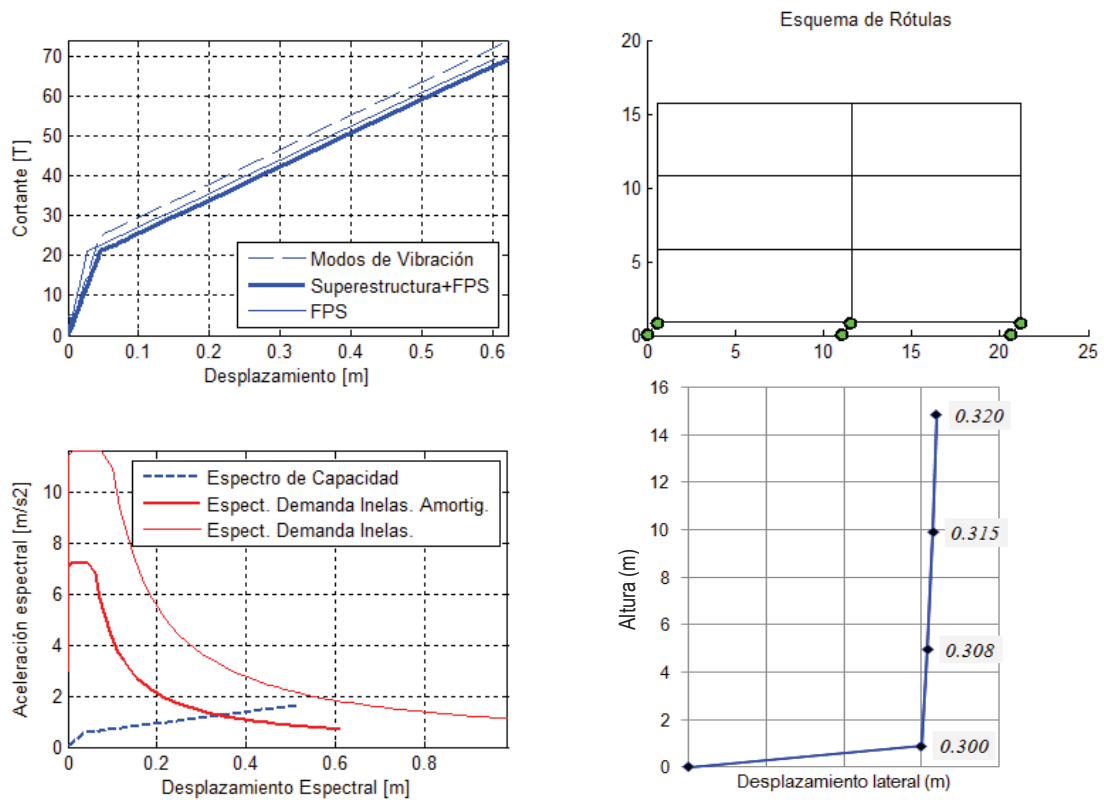 70
60
50
40
30
20
10
0
Cortante [T]
Modos de Vibración
Superestructura+FPS
FPS
0 0.1 0.2 0.3 0.4 0.5 0.6
Desplazamiento [m]
Esquema de Rótulas
20
15
10
5
0
0 5 10 15 20 25
10
8
6
4
2
0
Aceleración espectral [m/s2]
Espectro de Capacidad
Espect. Demanda Inelas. Amortig.
Espect. Demanda Inelas.
0 0.2 0.4 0.6 0.8
Desplazamiento Espectral [m]
16
14
12
10
8
6
4
2
0
Altura (m)
0.320
0.315
0.308
0.300
Desplazamiento lateral (m)